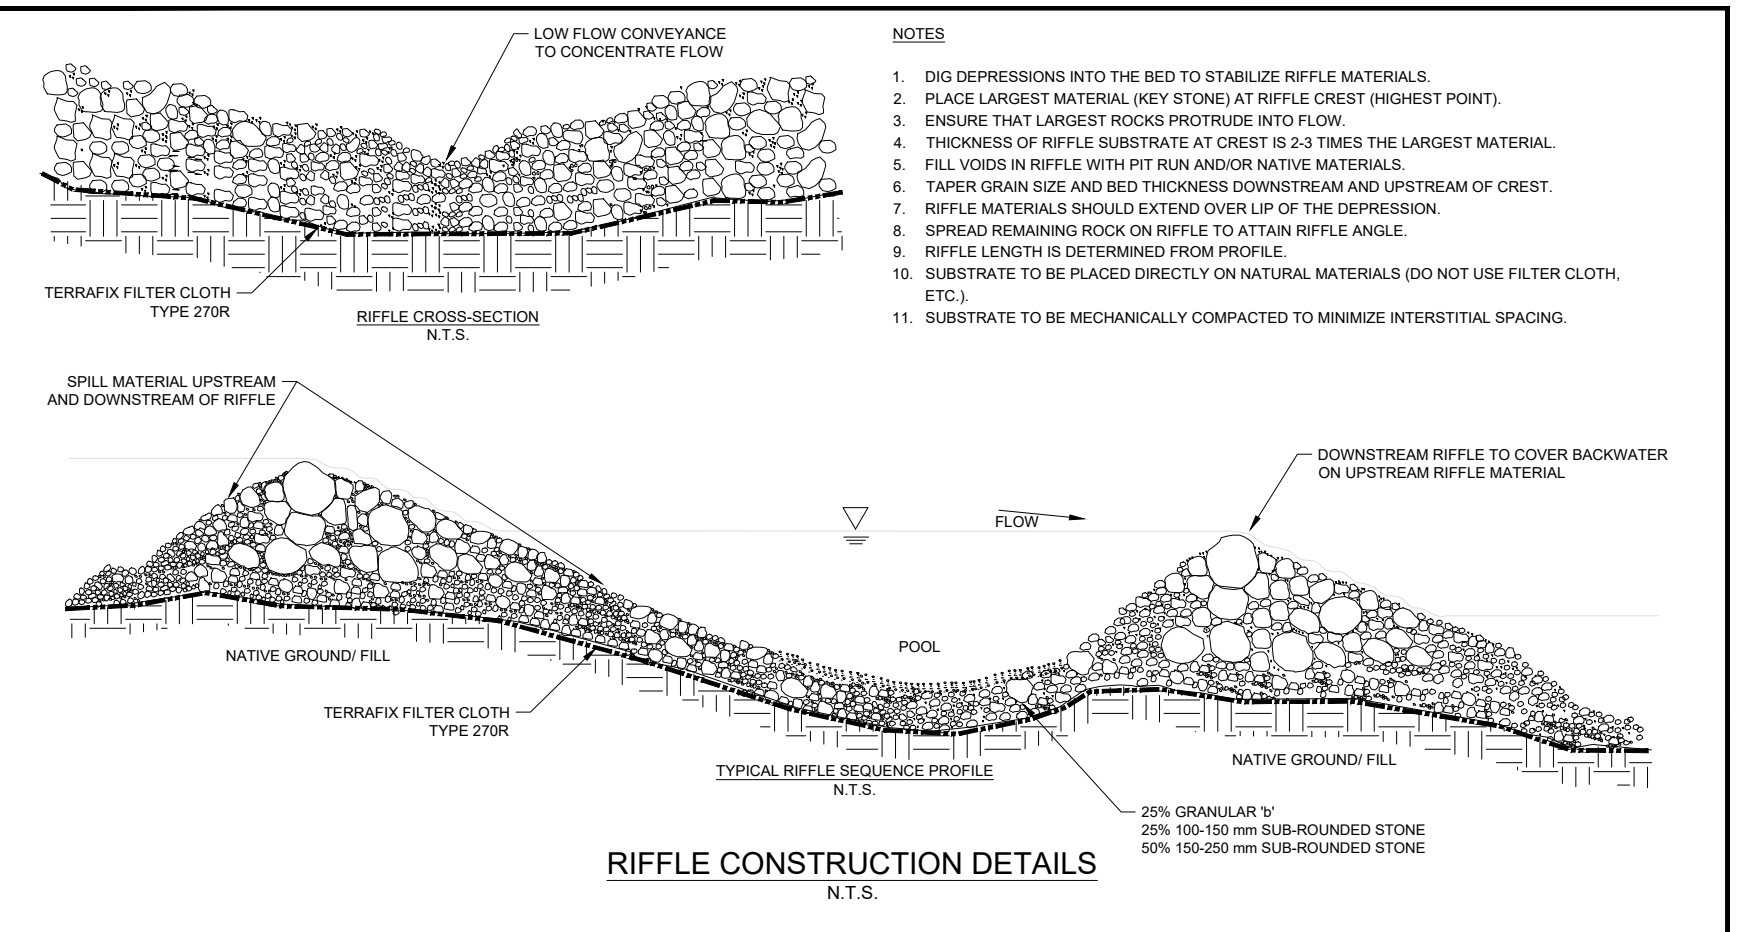 LOW FLOW CONVEYANCE
TO CONCENTRATE FLOW
TERRAFIX FILTER CLOTH
TYPE 270R
RIFFLE CROSS-SECTION
N.T.S.
NOTES
1. DIG DEPRESSIONS INTO THE BED TO STABILIZE RIFFLE MATERIALS.
2. PLACE LARGEST MATERIAL (KEY STONE) AT RIFFLE CREST (HIGHEST POINT).
3. ENSURE THAT LARGEST ROCKS PROTRUDE INTO FLOW.
4. THICKNESS OF RIFFLE SUBSTRATE AT CREST IS 2-3 TIMES THE LARGEST MATERIAL.
5. FILL VOIDS IN RIFFLE WITH PIT RUN AND/OR NATIVE MATERIALS.
6. TAPER GRAIN SIZE AND BED THICKNESS DOWNSTREAM AND UPSTREAM OF CREST.
7. RIFFLE MATERIALS SHOULD EXTEND OVER LIP OF THE DEPRESSION.
8. SPREAD REMAINING ROCK ON RIFFLE TO ATTAIN RIFFLE ANGLE.
9. RIFFLE LENGTH IS DETERMINED FROM PROFILE.
10. SUBSTRATE TO BE PLACED DIRECTLY ON NATURAL MATERIALS (DO NOT USE FILTER CLOTH,
ETC.).
11. SUBSTRATE TO BE MECHANICALLY COMPACTED TO MINIMIZE INTERSTITIAL SPACING.
SPILL MATERIAL UPSTREAM
AND DOWNSTREAM OF RIFFLE
DOWNSTREAM RIFFLE TO COVER BACKWATER
ON UPSTREAM RIFFLE MATERIAL
FLOW
POOL
NATIVE GROUND/ FILL
TERRAFIX FILTER CLOTH
TYPE 270R
NATIVE GROUND/ FILL
TYPICAL RIFFLE SEQUENCE PROFILE
N.T.S.
25% GRANULAR 'b'
25% 100-150 mm SUB-ROUNDED STONE
50% 150-250 mm SUB-ROUNDED STONE
RIFFLE CONSTRUCTION DETAILS
N.T.S.